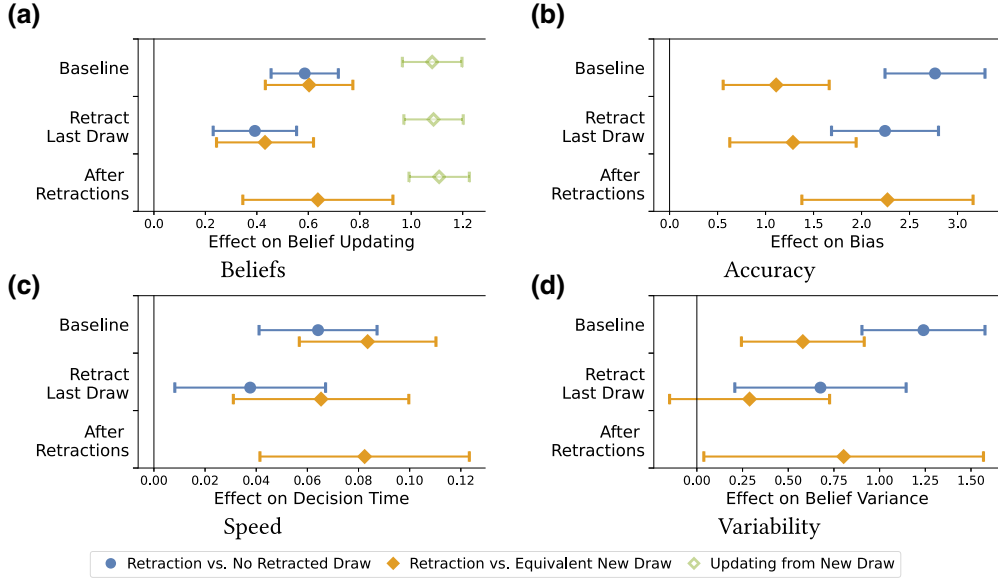 (a)
Baseline
Retract
Last Draw
After
Retractions
0.0 0.2 0.4 0.6 0.8 1.0 1.2
Effect on Belief Updating
Beliefs
(b)
Baseline
Retract
Last Draw
After
Retractions
0.0 0.5 1.0 1.5 2.0 2.5 3.0
Effect on Bias
Accuracy
(c)
Baseline
Retract
Last Draw
After
Retractions
0.00 0.02 0.04 0.06 0.08 0.10 0.12
Effect on Decision Time
Speed
(d)
Baseline
Retract
Last Draw
After
Retractions
0.00 0.25 0.50 0.75 1.00 1.25 1.50
Effect on Belief Variance
Variability
Retraction vs. No Retracted Draw Retraction vs. Equivalent New Draw Updating from New Draw